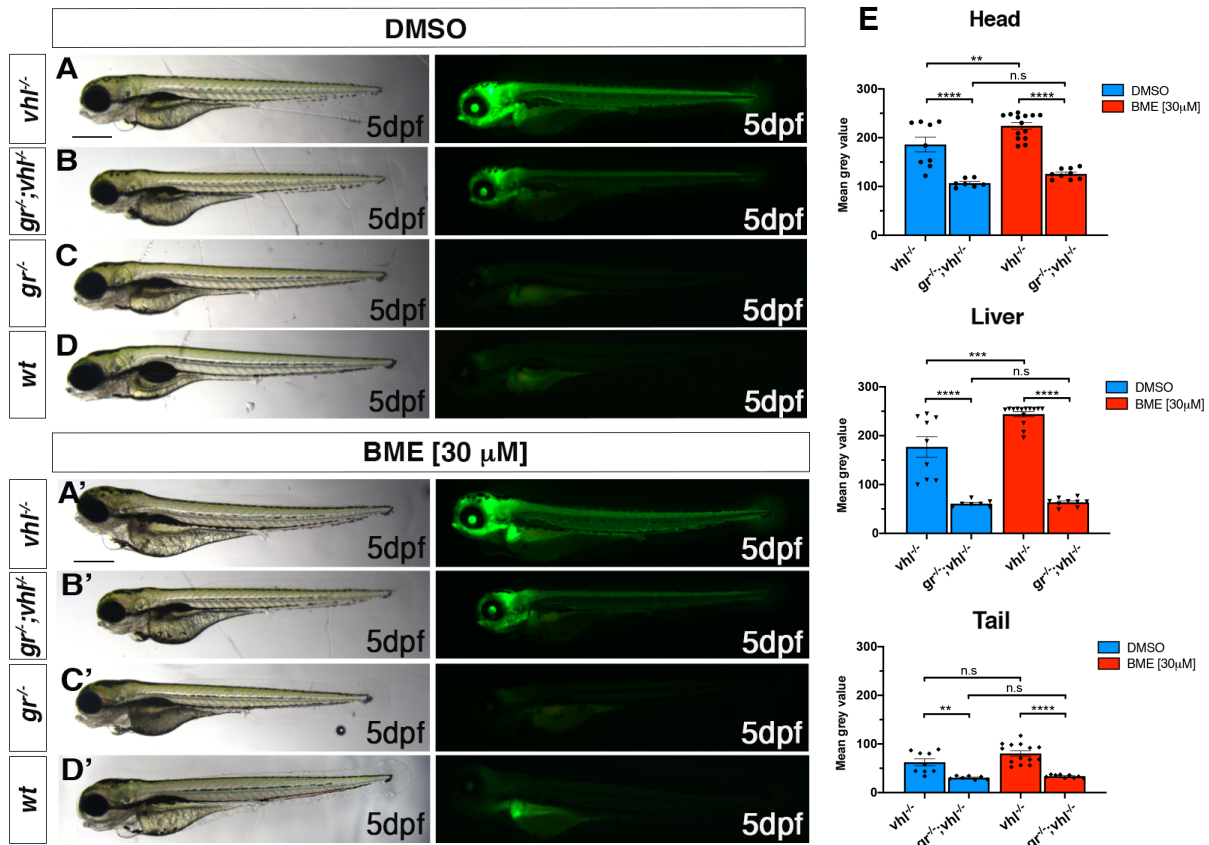 DMSO
vhl-/-
A
5dpf
5dpf
gr-/-;vhl-/-
B
5dpf
5dpf
gr-/-
C
5dpf
5dpf
wt
D
5dpf
5dpf
BME [30 µM]
vhl-/-
A'
5dpf
5dpf
gr-/-;vhl-/-
B'
5dpf
5dpf
gr-/-
C'
5dpf
5dpf
wt
D'
5dpf
5dpf
E
Head
**
n.s
****
****
DMSO
BME [30µM]
Mean grey value
300
200
100
0
vhl-/-
gr-/-;vhl-/-
vhl-/-
gr-/-;vhl-/-
Liver
***
n.s
****
****
DMSO
BME [30µM]
Mean grey value
300
200
100
0
vhl-/-
gr-/-;vhl-/-
vhl-/-
gr-/-;vhl-/-
Tail
n.s
n.s
**
****
DMSO
BME [30µM]
Mean grey value
300
200
100
0
vhl-/-
gr-/-;vhl-/-
vhl-/-
gr-/-;vhl-/-